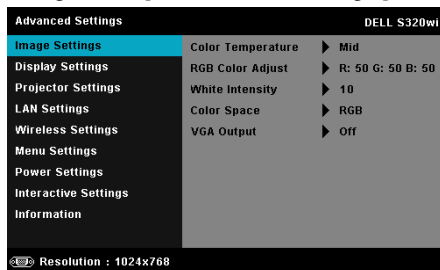 Advanced Settings DELL S320wi
Image Settings Color Temperature Mid
Display Settings RGB Color Adjust R: 50 G: 50 B: 50
Projector Settings White Intensity 10
LAN Settings Color Space RGB
Wireless Settings VGA Output Off
Menu Settings
Power Settings
Interactive Settings
Information
Resolution : 1024x768